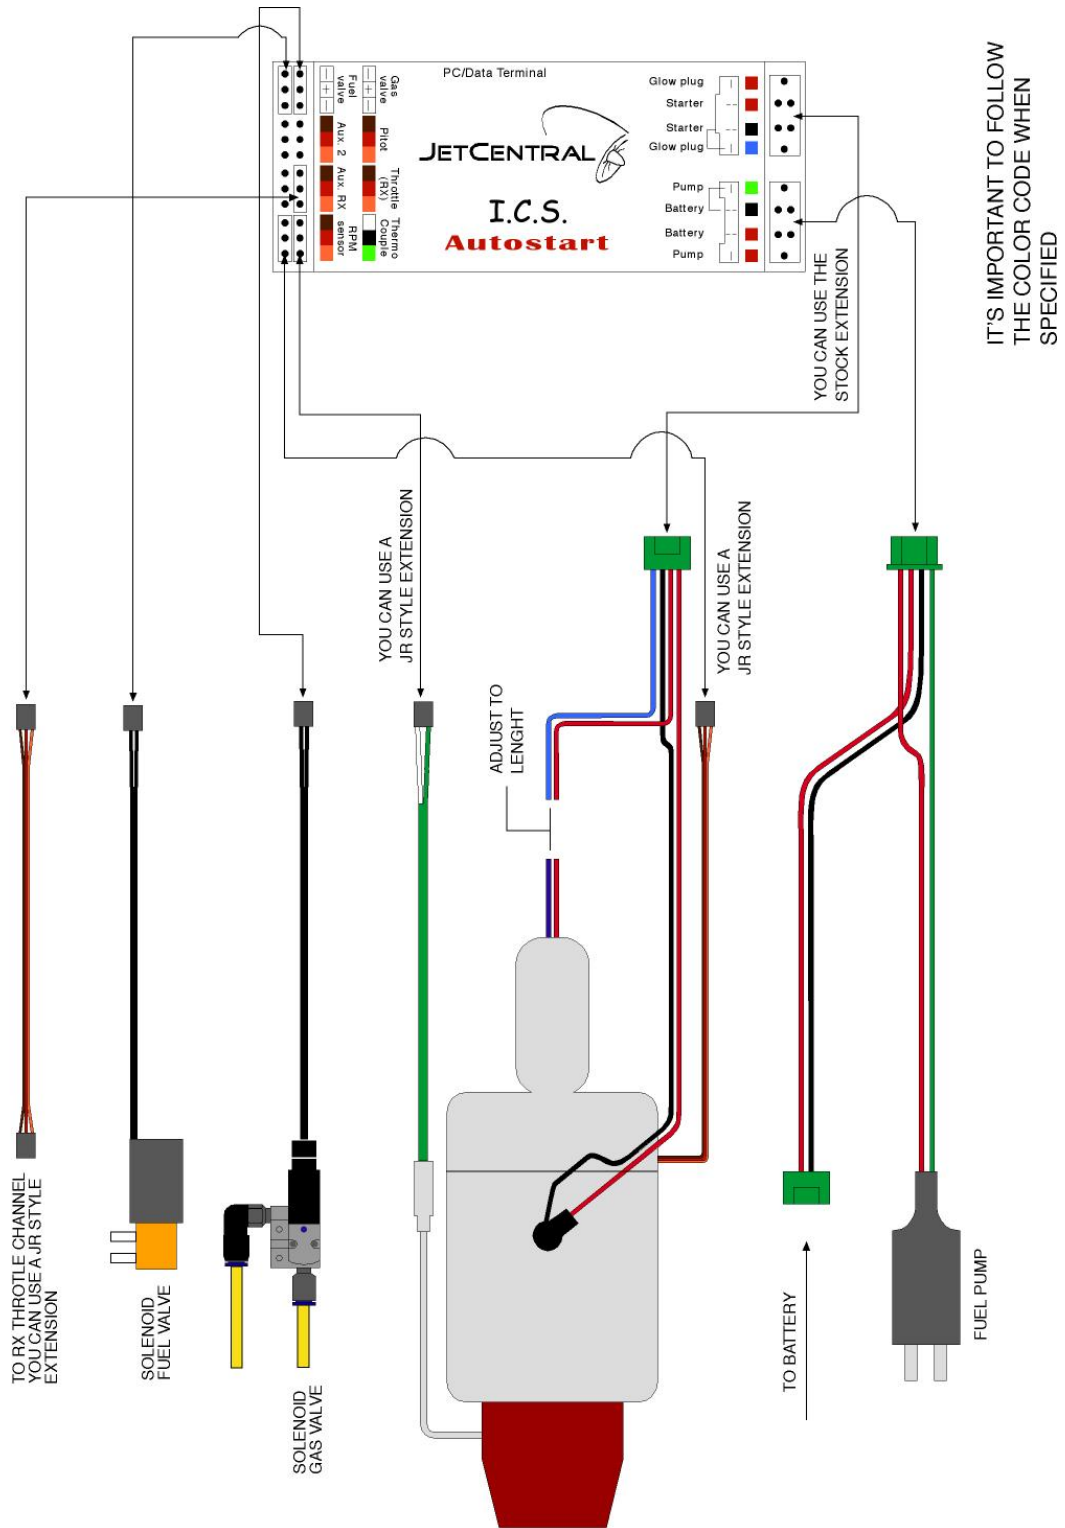 PC/Data Terminal
JETCENTRAL
I.C.S.
Autostart
Gas
valve
Fuel
valve
Pitot
Aux. 2
Throttle
(RX)
Aux. RX
Thermo
Couple
RPM
sensor
Glow plug
Starter
Starter
Glow plug
Pump
Battery
Battery
Pump
IT'S IMPORTANT TO FOLLOW
THE COLOR CODE WHEN
SPECIFIED
YOU CAN USE THE
STOCK EXTENSION
YOU CAN USE A
JR STYLE EXTENSION
YOU CAN USE A
JR STYLE EXTENSION
ADJUST TO
LENGHT
TO RX THROTLE CHANNEL
YOU CAN USE A JR STYLE
EXTENSION
SOLENOID
FUEL VALVE
SOLENOID
GAS VALVE
TO BATTERY
FUEL PUMP